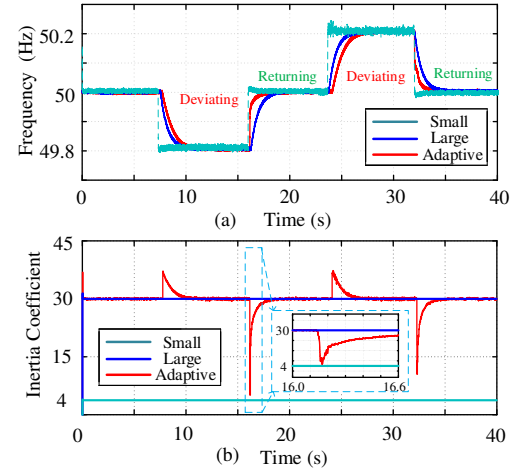 (a)
50.2
50
49.8
Frequency (Hz)
Deviating
Returning
Deviating
Returning
Small
Large
Adaptive
0
10
20
30
40
(a)
Time (s)
45
30
15
4
Inertia Coefficient
Small
Large
Adaptive
30
4
16.0
16.6
0
10
20
30
40
(b)
Time (s)